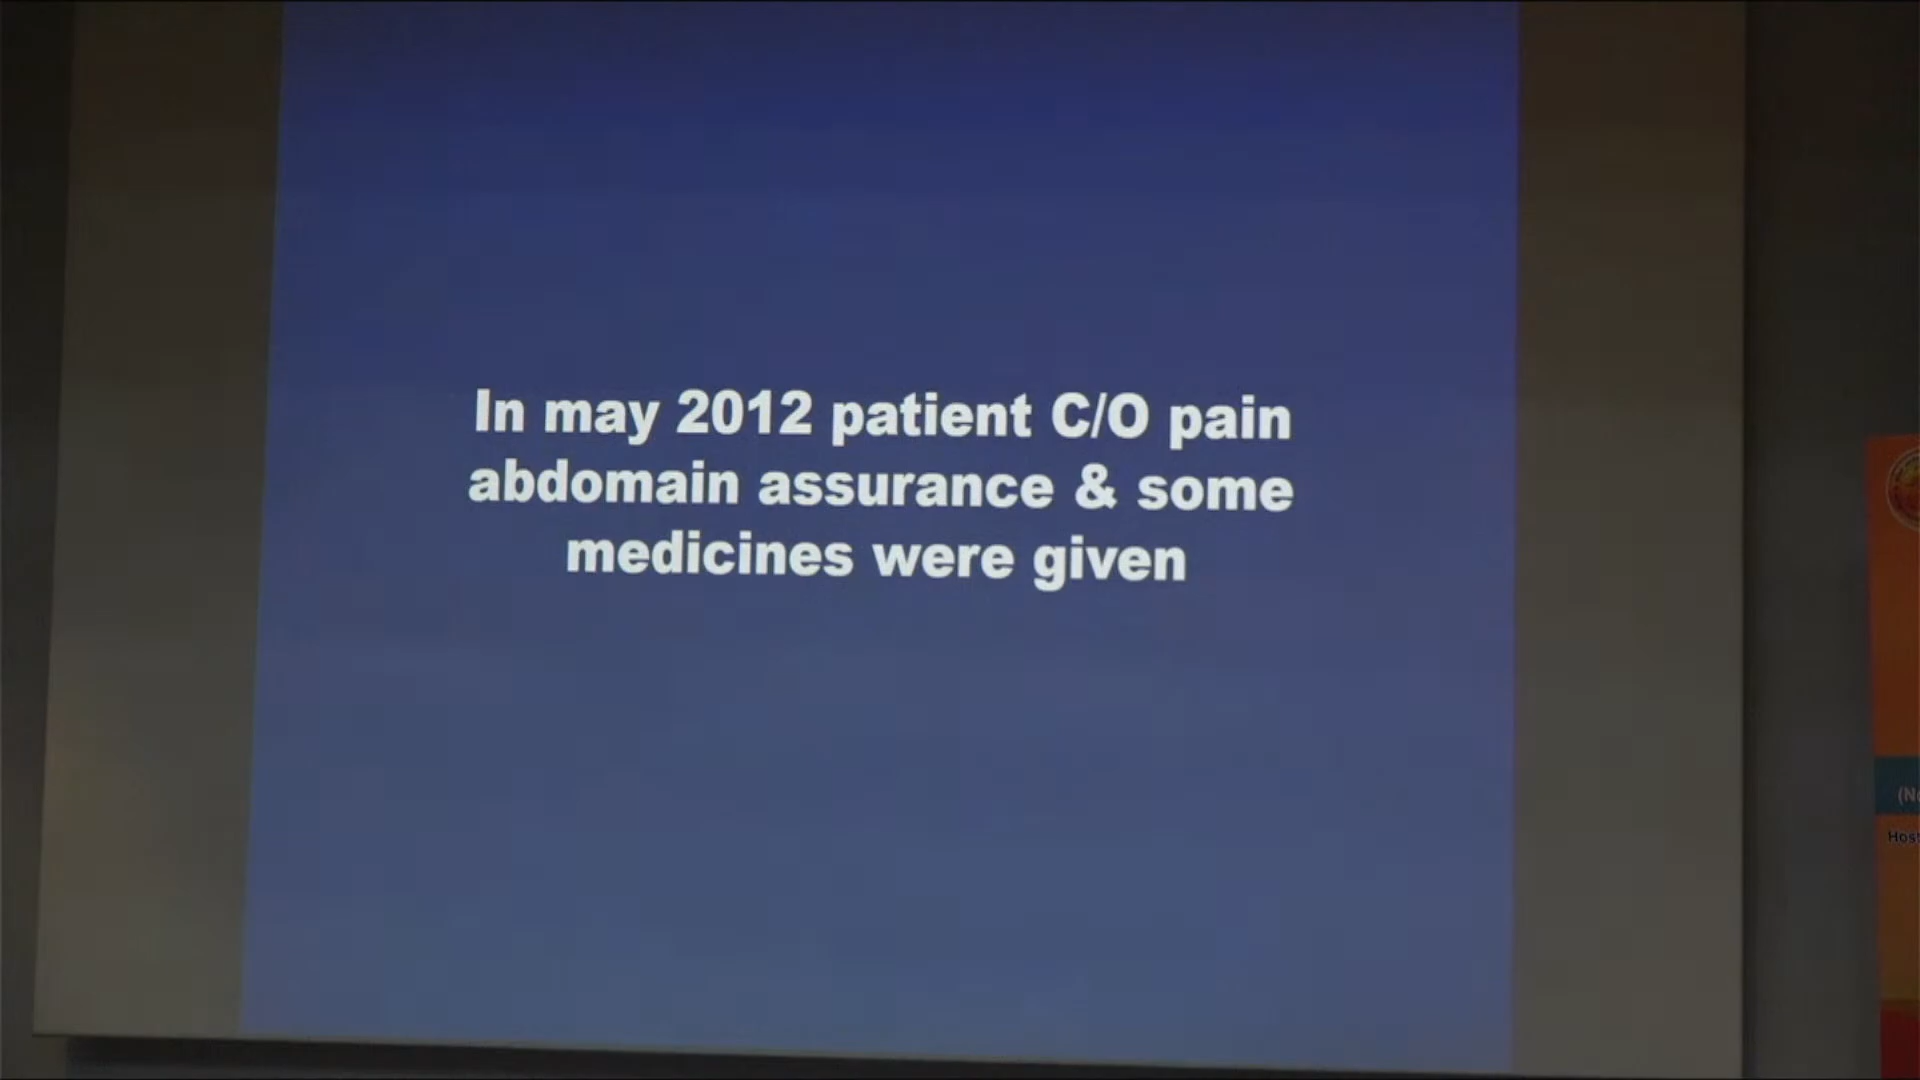 In may 2012 patient C/O pain
abdomain assurance & some
medicines were given